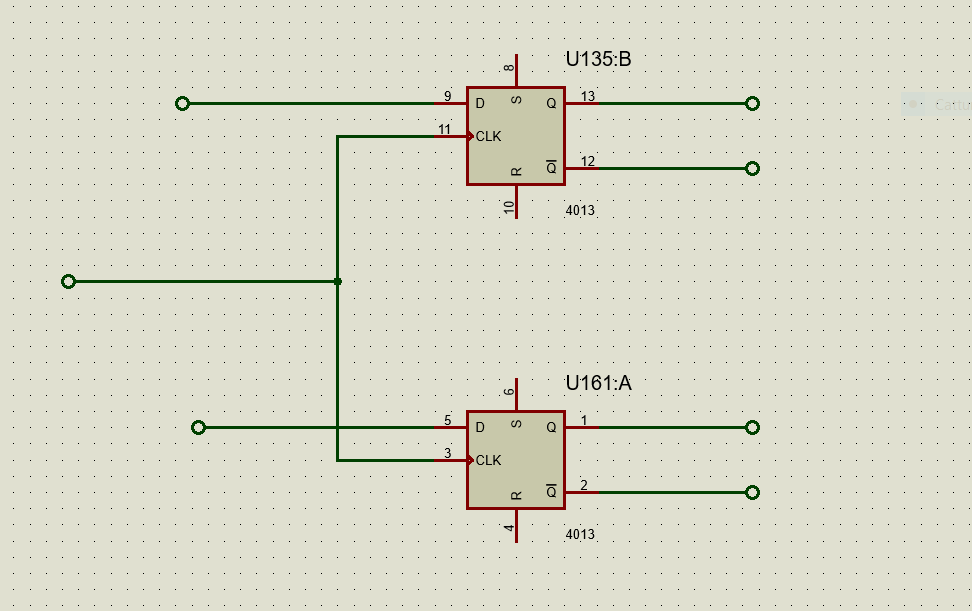 U135:B
8
9 D S Q 13
11 CLK
R Q 12
10
4013
U161:A
6
5 D S Q 1
3 CLK
R Q 2
4
4013